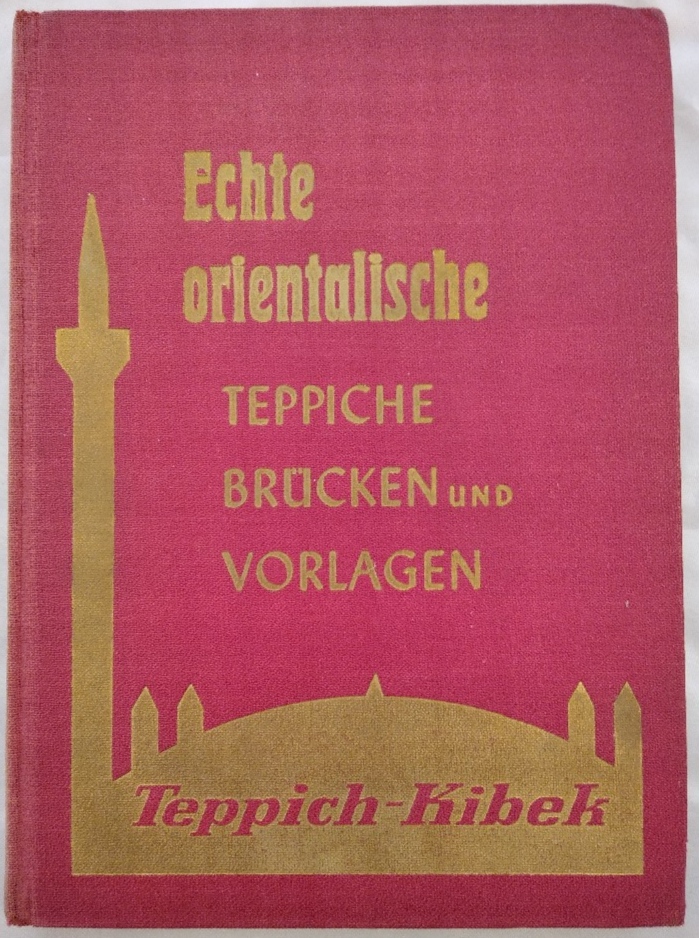 Echte
orientalische
TEPPICHE
BRÜCKEN UND
VORLAGEN
Teppich-Kibek